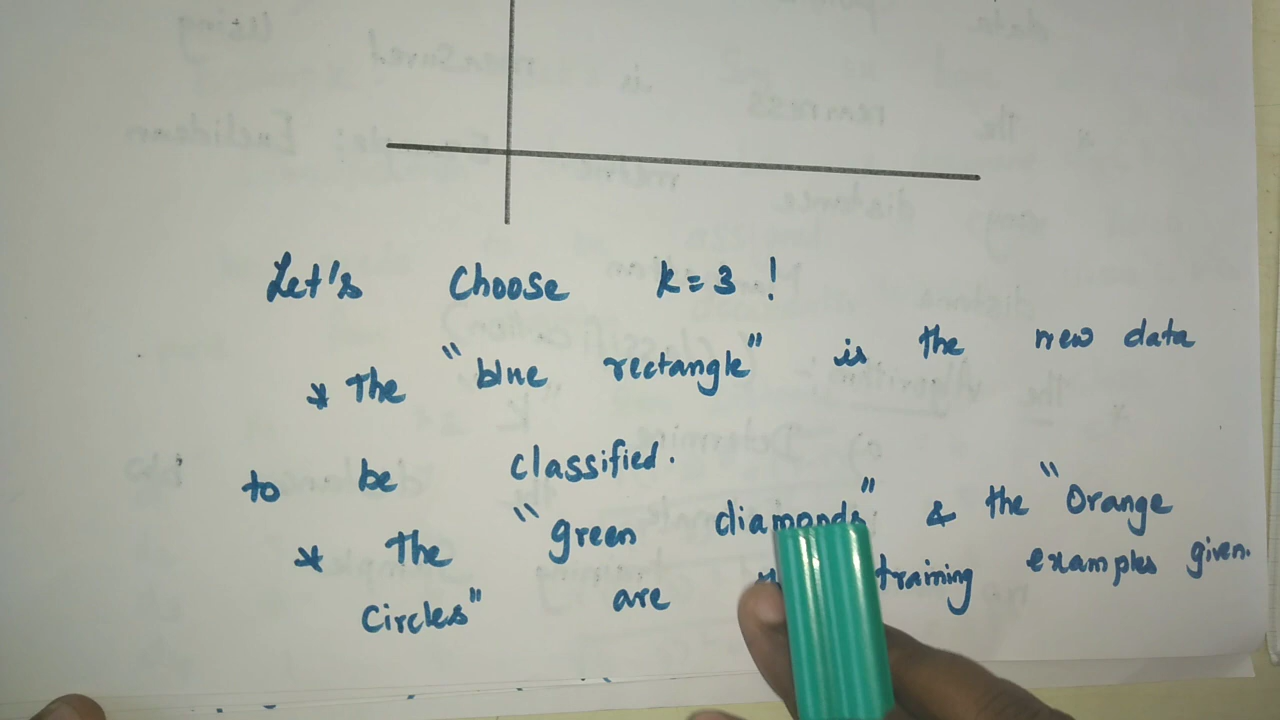 Let's Choose k=3 !
* The "blue rectangle" is the new data
to be classified.
* The "green diamonds" & the "Orange
Circles" are training examples given.